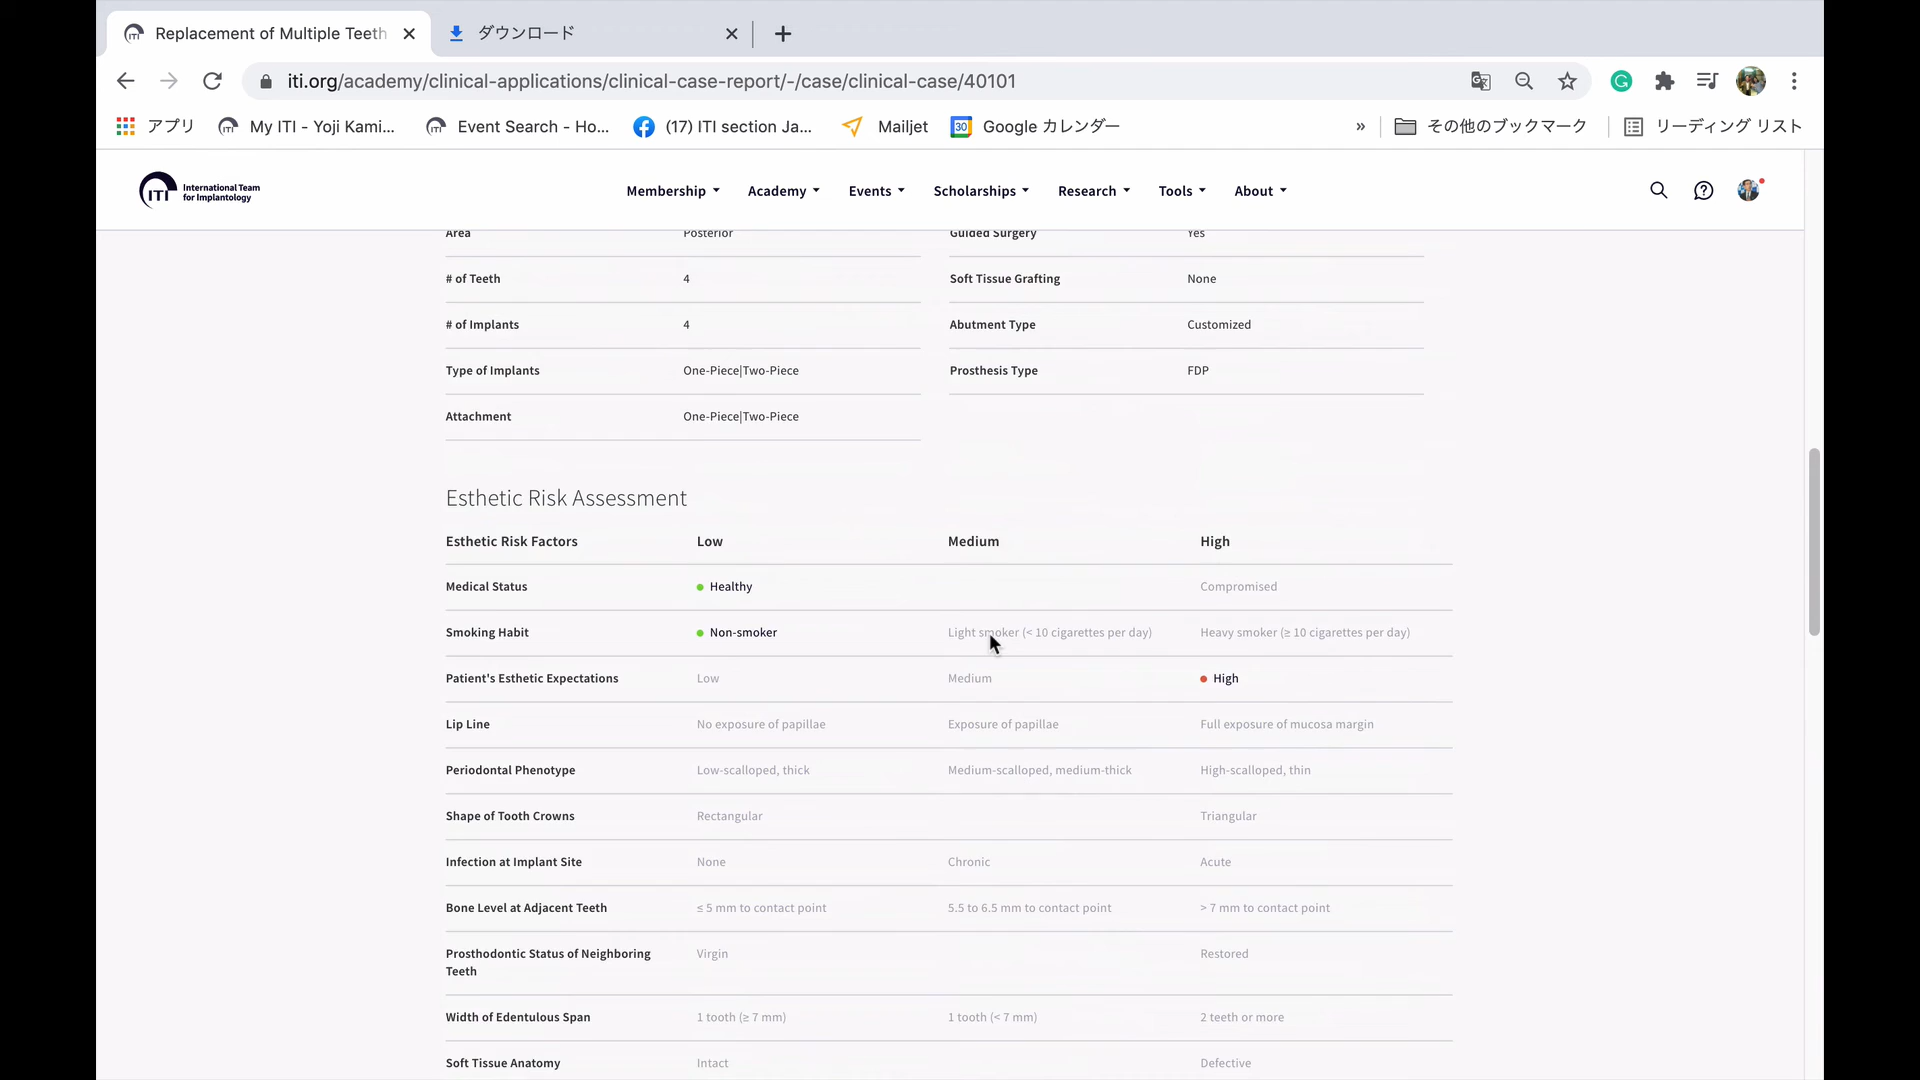 Replacement of Multiple Teeth
ダウンロード
iti.org/academy/clinical-applications/clinical-case-report/-/case/clinical-case/40101
アプリ
My ITI - Yoji Kami...
Event Search - Ho...
(17) ITI section Ja...
Mailjet
30
Google カレンダー
»
その他のブックマーク
リーディング リスト
ITI
International Team
for Implantology
Membership
Academy
Events
Scholarships
Research
Tools
About
Area Posterior
Guided Surgery Yes
# of Teeth 4
Soft Tissue Grafting None
# of Implants 4
Abutment Type Customized
Type of Implants One-Piece|Two-Piece
Prosthesis Type FDP
Attachment One-Piece|Two-Piece
Esthetic Risk Assessment
Esthetic Risk Factors Low Medium High
Medical Status Healthy Compromised
Smoking Habit Non-smoker Light smoker (< 10 cigarettes per day) Heavy smoker (≥ 10 cigarettes per day)
Patient's Esthetic Expectations Low Medium High
Lip Line No exposure of papillae Exposure of papillae Full exposure of mucosa margin
Periodontal Phenotype Low-scalloped, thick Medium-scalloped, medium-thick High-scalloped, thin
Shape of Tooth Crowns Rectangular Triangular
Infection at Implant Site None Chronic Acute
Bone Level at Adjacent Teeth ≤ 5 mm to contact point 5.5 to 6.5 mm to contact point > 7 mm to contact point
Prosthodontic Status of Neighboring Virgin Restored
Teeth
Width of Edentulous Span 1 tooth (≥ 7 mm) 1 tooth (< 7 mm) 2 teeth or more
Soft Tissue Anatomy Intact Defective